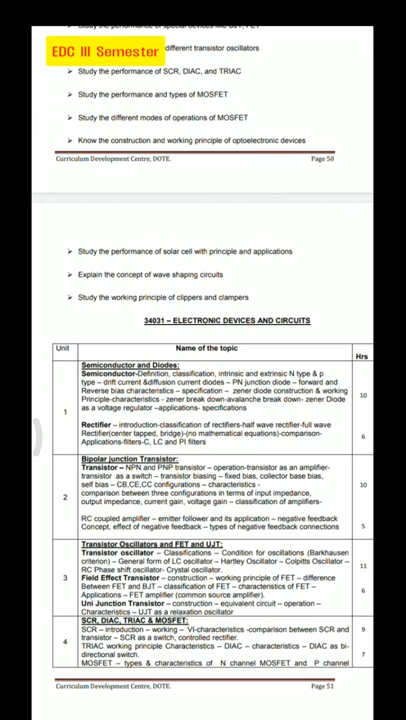 Study the performance of special devices like UJT, FET
EDC III Semester
different transistor oscillators
➢ Study the performance of SCR, DIAC, and TRIAC
➢ Study the performance and types of MOSFET
➢ Study the different modes of operations of MOSFET
➢ Know the construction and working principle of optoelectronic devices
Curriculum Development Centre, DOTE. Page 50
➢ Study the performance of solar cell with principle and applications
➢ Explain the concept of wave shaping circuits
➢ Study the working principle of clippers and clampers
34031 – ELECTRONIC DEVICES AND CIRCUITS
Unit Name of the topic Hrs
1
Semiconductor and Diodes:
Semiconductor-Definition, classification, intrinsic and extrinsic N type & p
type – drift current &diffusion current diodes – PN junction diode – forward and
Reverse bias characteristics – specification – zener diode construction & working
Principle-characteristics - zener break down-avalanche break down- zener Diode
as a voltage regulator –applications- specifications
10
Rectifier – introduction-classification of rectifiers-half wave rectifier-full wave
Rectifier(center tapped, bridge)-(no mathematical equations)-comparison-
Applications-filters-C, LC and PI filters
6
2
Bipolar junction Transistor:
Transistor – NPN and PNP transistor – operation-transistor as an amplifier-
transistor as a switch – transistor biasing – fixed bias, collector base bias,
self bias – CB,CE,CC configurations – characteristics -
comparison between three configurations in terms of input impedance,
output impedance, current gain, voltage gain – classification of amplifiers-
10
RC coupled amplifier – emitter follower and its application – negative feedback
Concept, effect of negative feedback – types of negative feedback connections
5
3
Transistor Oscillators and FET and UJT:
Transistor oscillator – Classifications – Condition for oscillations (Barkhausen
criterion) – General form of LC oscillator – Hartley Oscillator – Colpitts Oscillator –
RC Phase shift oscillator- Crystal oscillator.
11
Field Effect Transistor – construction – working principle of FET – difference
Between FET and BJT – classification of FET – characteristics of FET –
Applications – FET amplifier (common source amplifier).
6
Uni Junction Transistor – construction – equivalent circuit – operation –
Characteristics – UJT as a relaxation oscillator
4
SCR, DIAC, TRIAC & MOSFET:
SCR – introduction – working – VI-characteristics -comparison between SCR and
transistor – SCR as a switch, controlled rectifier.
9
TRIAC working principle Characteristics – DIAC – characteristics – DIAC as bi-
directional switch.
7
MOSFET – types & characteristics of N channel MOSFET and P channel
Curriculum Development Centre, DOTE. Page 51